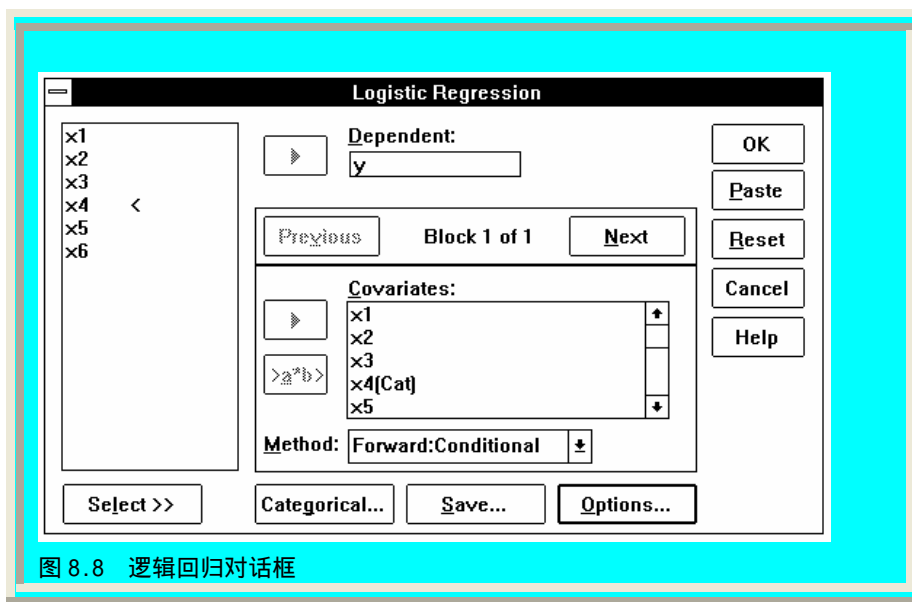 Logistic Regression
x1
x2
x3
x4 <
x5
x6
Dependent:
y
Previous
Block 1 of 1
Next
Covariates:
x1
x2
x3
x4(Cat)
x5
>a*b>
Method:
Forward:Conditional
OK
Paste
Reset
Cancel
Help
Select >>
Categorical...
Save...
Options...
图 8.8 逻辑回归对话框